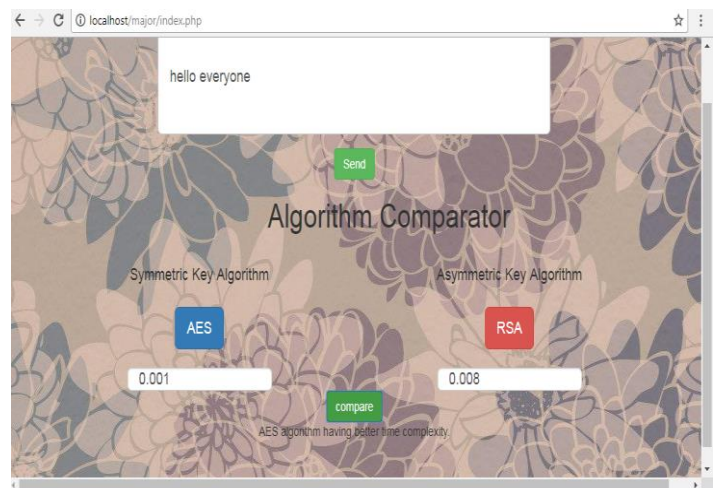 localhost/major/index.php
hello everyone
Send
Algorithm Comparator
Symmetric Key Algorithm
Asymmetric Key Algorithm
AES
RSA
0.001
0.008
compare
AES algorithm having better time complexity.